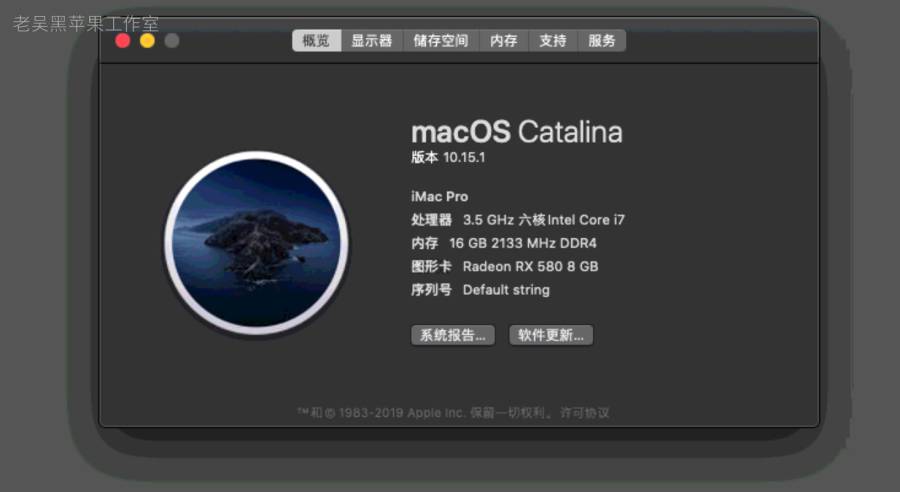 老吴黑苹果工作室
概览 显示器 储存空间 内存 支持 服务
macOS Catalina
版本 10.15.1
iMac Pro
处理器 3.5 GHz 六核Intel Core i7
内存 16 GB 2133 MHz DDR4
图形卡 Radeon RX 580 8 GB
序列号 Default string
系统报告... 软件更新...
™和© 1983-2019 Apple Inc. 保留一切权利。许可协议